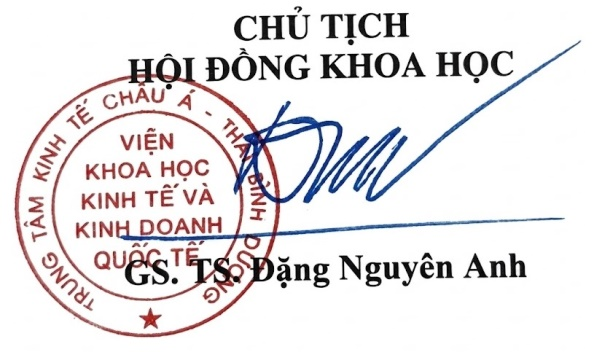 CHỦ TỊCH
HỘI ĐỒNG KHOA HỌC
TRUNG TÂM KINH TẾ CHÂU Á - THÁI BÌNH DƯƠNG
VIỆN
KHOA HỌC
KINH TẾ VÀ
KINH DOANH
QUỐC TẾ
GS. TS. Đặng Nguyên Anh